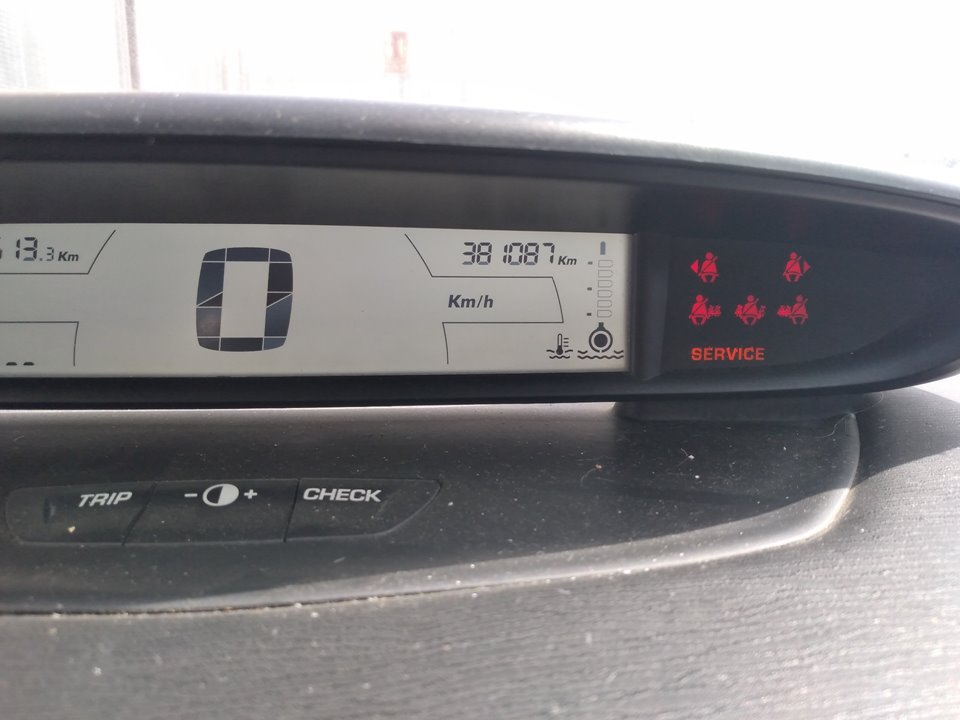 13.3 Km
0
381087 Km
Km/h
SERVICE
TRIP
- +
CHECK